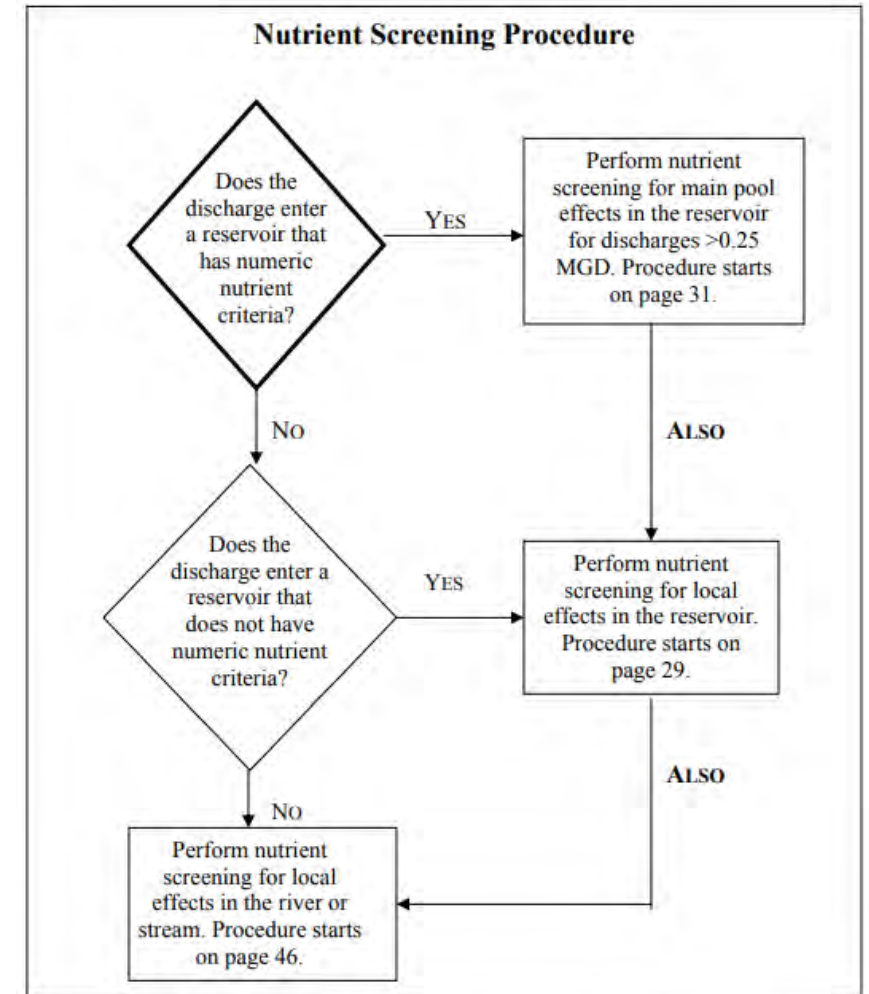 Nutrient Screening Procedure
Does the
discharge enter
a reservoir that
has numeric
nutrient
criteria?
YES
Perform nutrient
screening for main pool
effects in the reservoir
for discharges >0.25
MGD. Procedure starts
on page 31.
NO
ALSO
Does the
discharge enter a
reservoir that
does not have
numeric nutrient
criteria?
YES
Perform nutrient
screening for local
effects in the reservoir.
Procedure starts on
page 29.
NO
ALSO
Perform nutrient
screening for local
effects in the river or
stream. Procedure starts
on page 46.